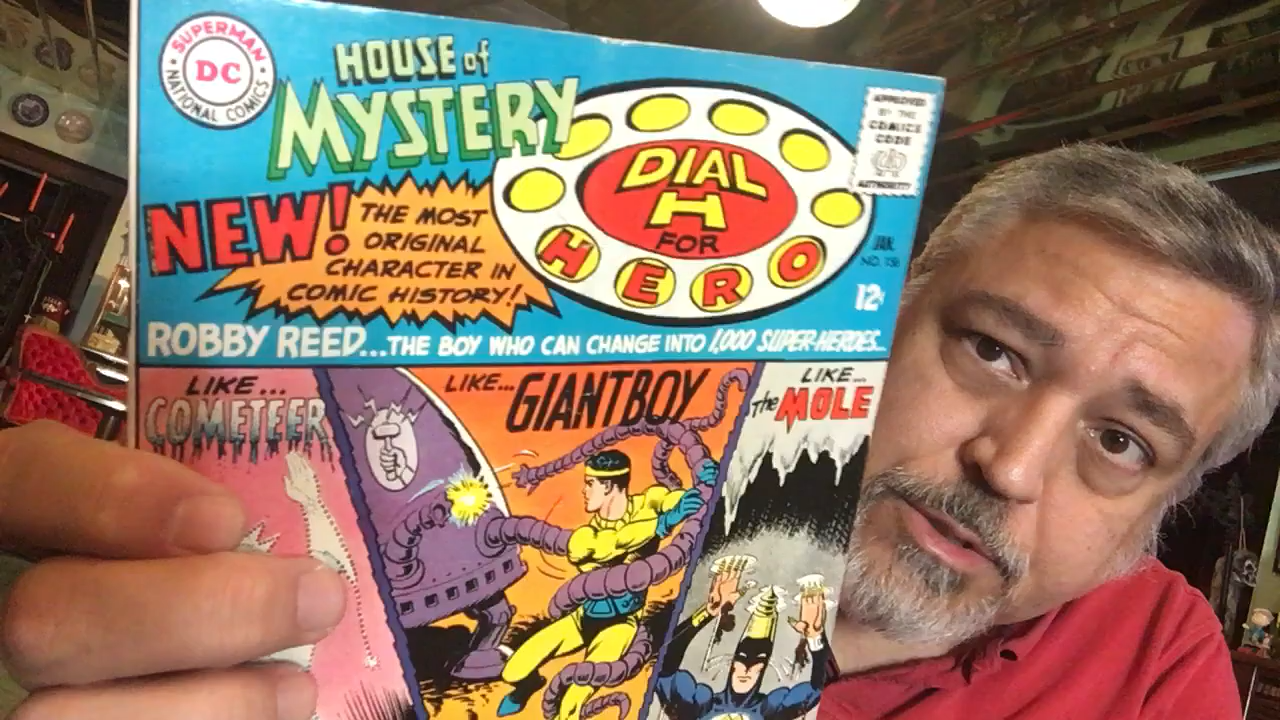 SUPERMAN
DC
NATIONAL COMICS
HOUSE of
MYSTERY
DIAL
H
FOR
HERO
APPROVED
BY THE
COMICS
CODE
AUTHORITY
NEW!
THE MOST
ORIGINAL
CHARACTER IN
COMIC HISTORY!
JAN.
NO. 156
12¢
ROBBY REED...THE BOY WHO CAN CHANGE INTO 1,000 SUPER-HEROES...
LIKE...
COMETEER
LIKE...GIANTBOY
LIKE...
the MOLE